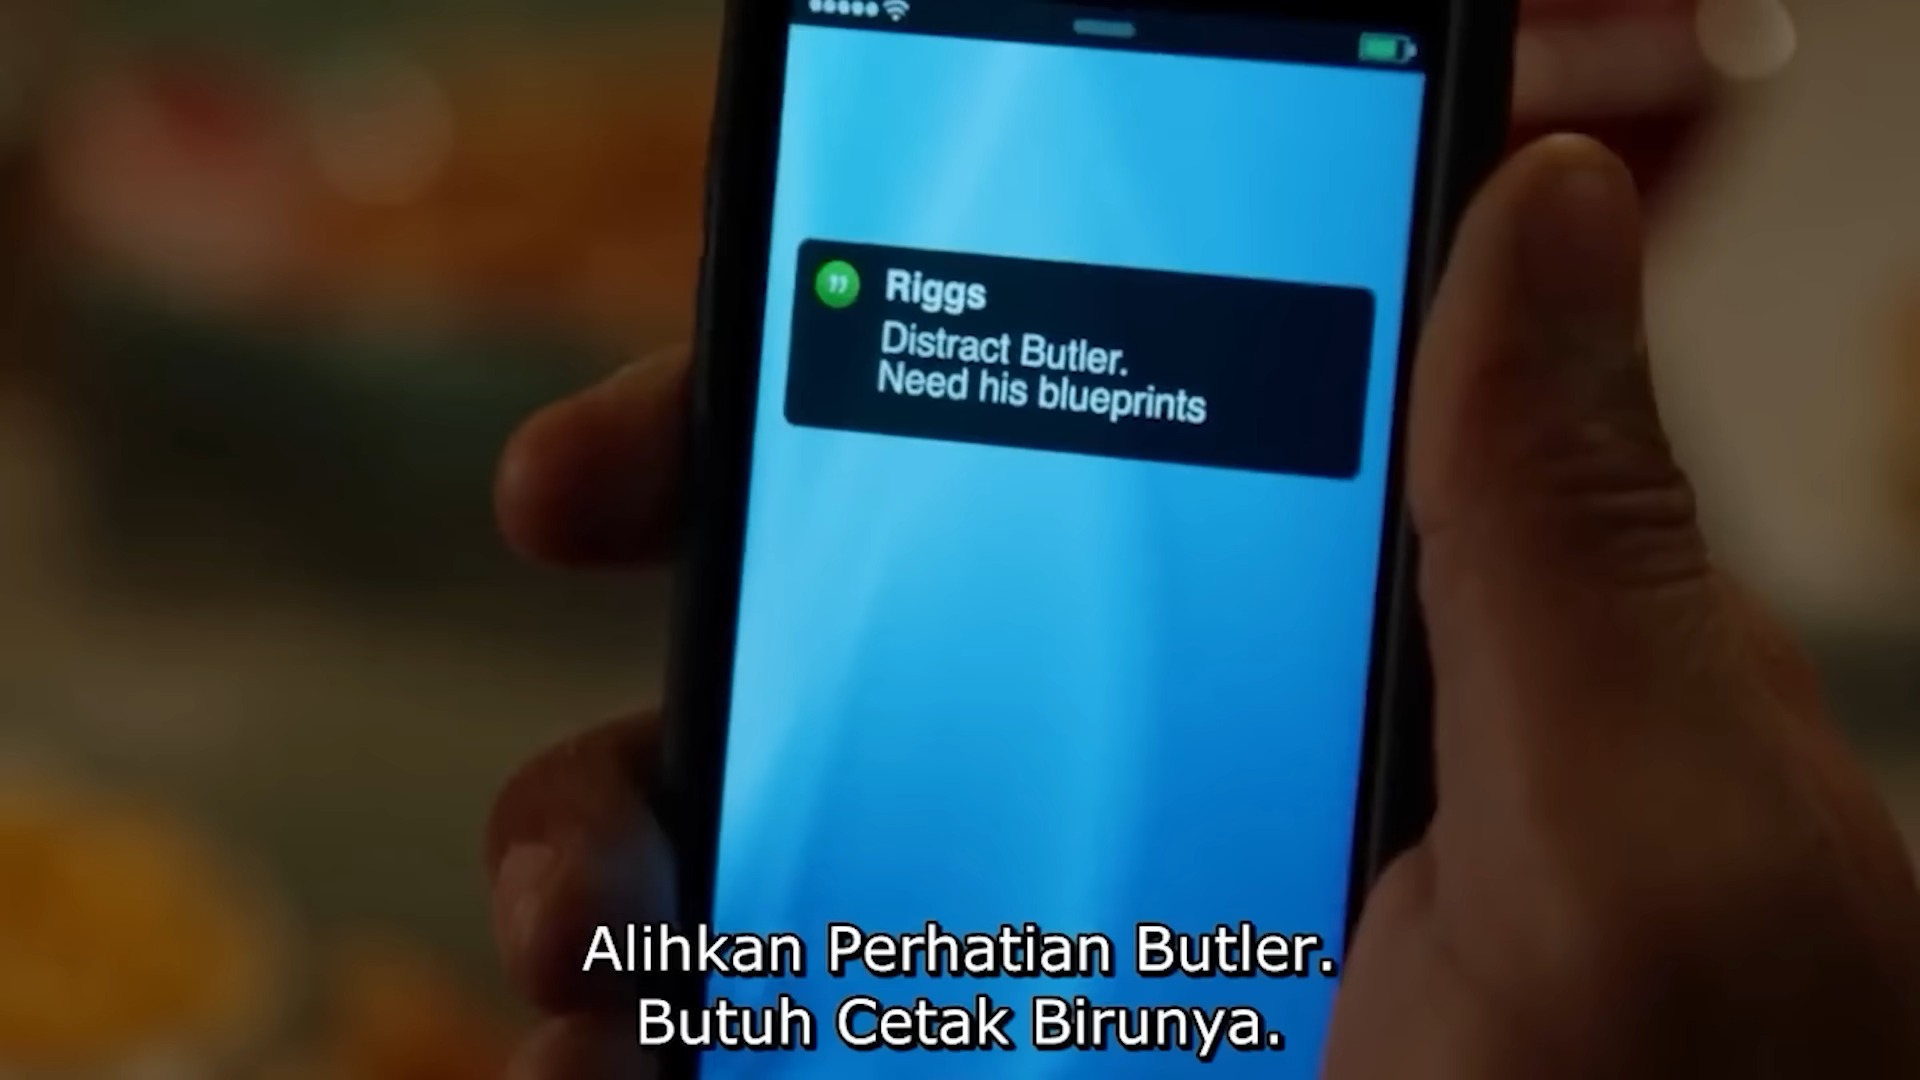 Riggs
Distract Butler.
Need his blueprints
Alihkan Perhatian Butler.
Butuh Cetak Birunya.